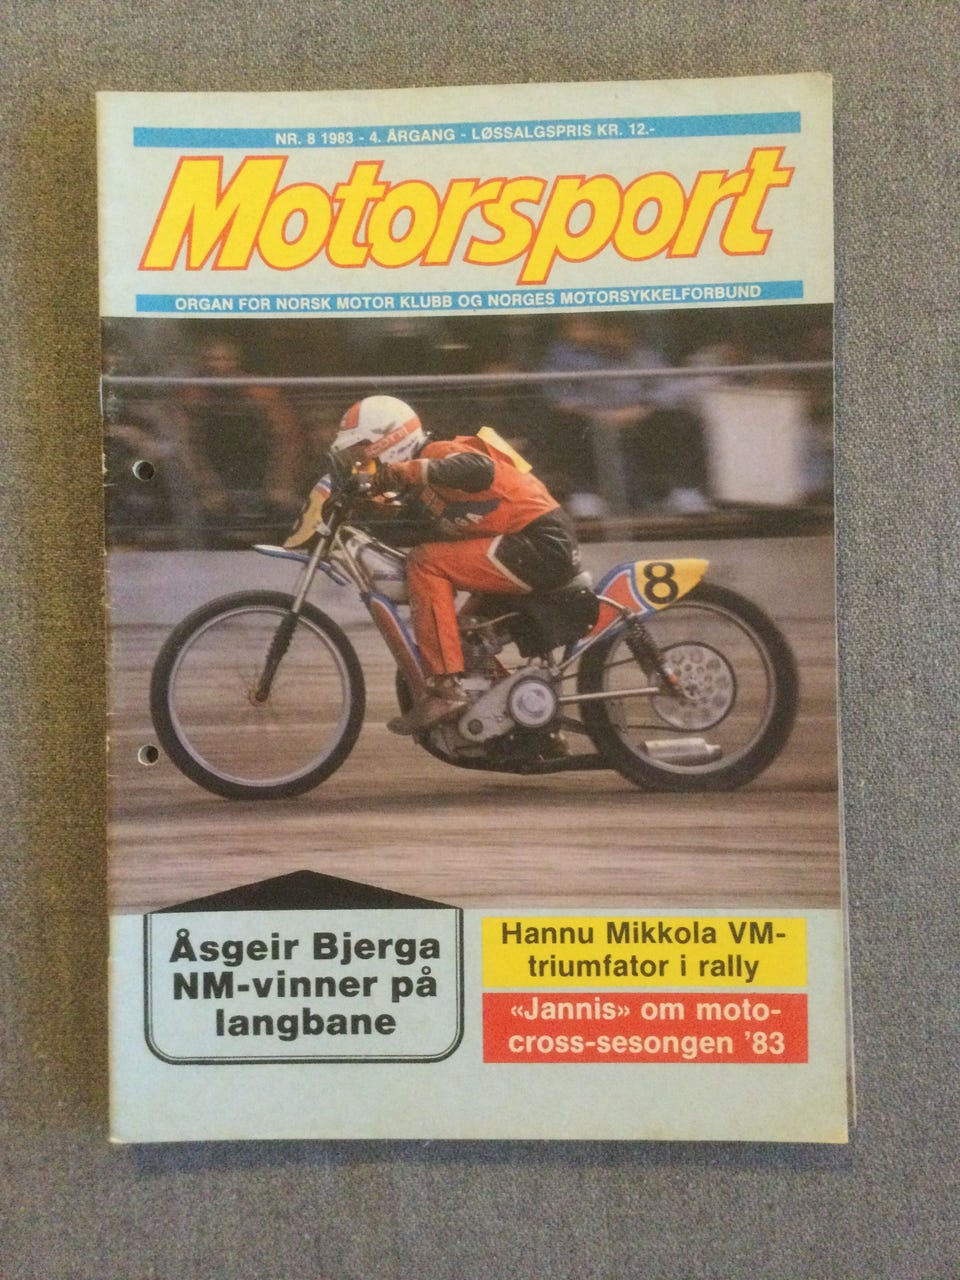 NR. 8 1983 - 4. ÅRGANG - LØSSALGSPRIS KR. 12.-
Motorsport
ORGAN FOR NORSK MOTOR KLUBB OG NORGES MOTORSYKKELFORBUND
8
Åsgeir Bjerga
NM-vinner på
langbane
Hannu Mikkola VM-
triumfator i rally
«Jannis» om moto-
cross-sesongen '83